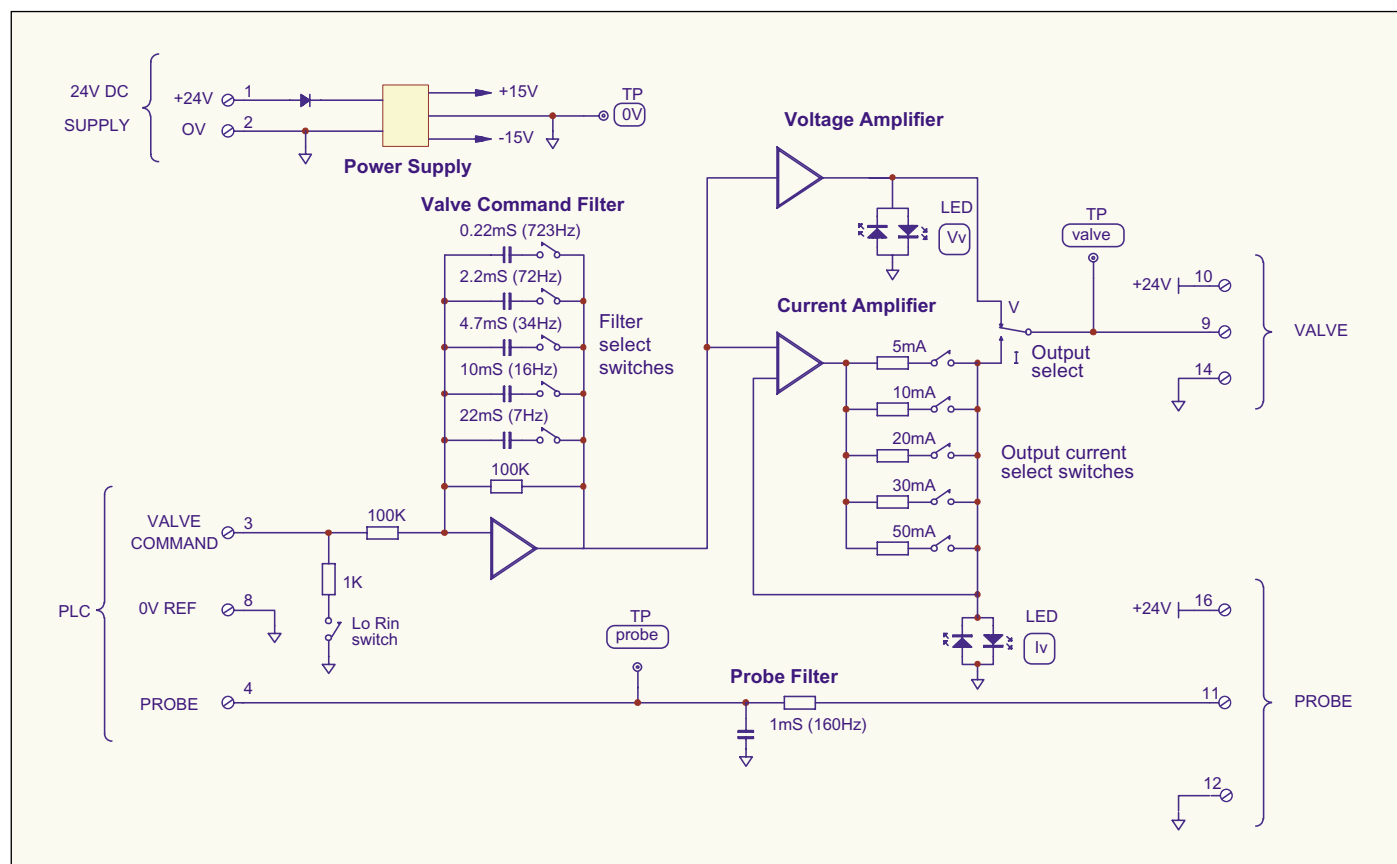 24V DC
SUPPLY
+24V
1
OV
2
+15V
-15V
TP
0V
Power Supply
Voltage Amplifier
LED
Vv
TP
valve
Valve Command Filter
0.22mS (723Hz)
2.2mS (72Hz)
4.7mS (34Hz)
10mS (16Hz)
22mS (7Hz)
Filter
select
switches
100K
Current Amplifier
5mA
10mA
20mA
30mA
50mA
Output current
select switches
V
I
Output
select
+24V
10
9
14
VALVE
PLC
VALVE
COMMAND
3
100K
1K
Lo Rin
switch
0V REF
8
PROBE
4
TP
probe
Probe Filter
1mS (160Hz)
LED
Iv
+24V
16
11
12
PROBE